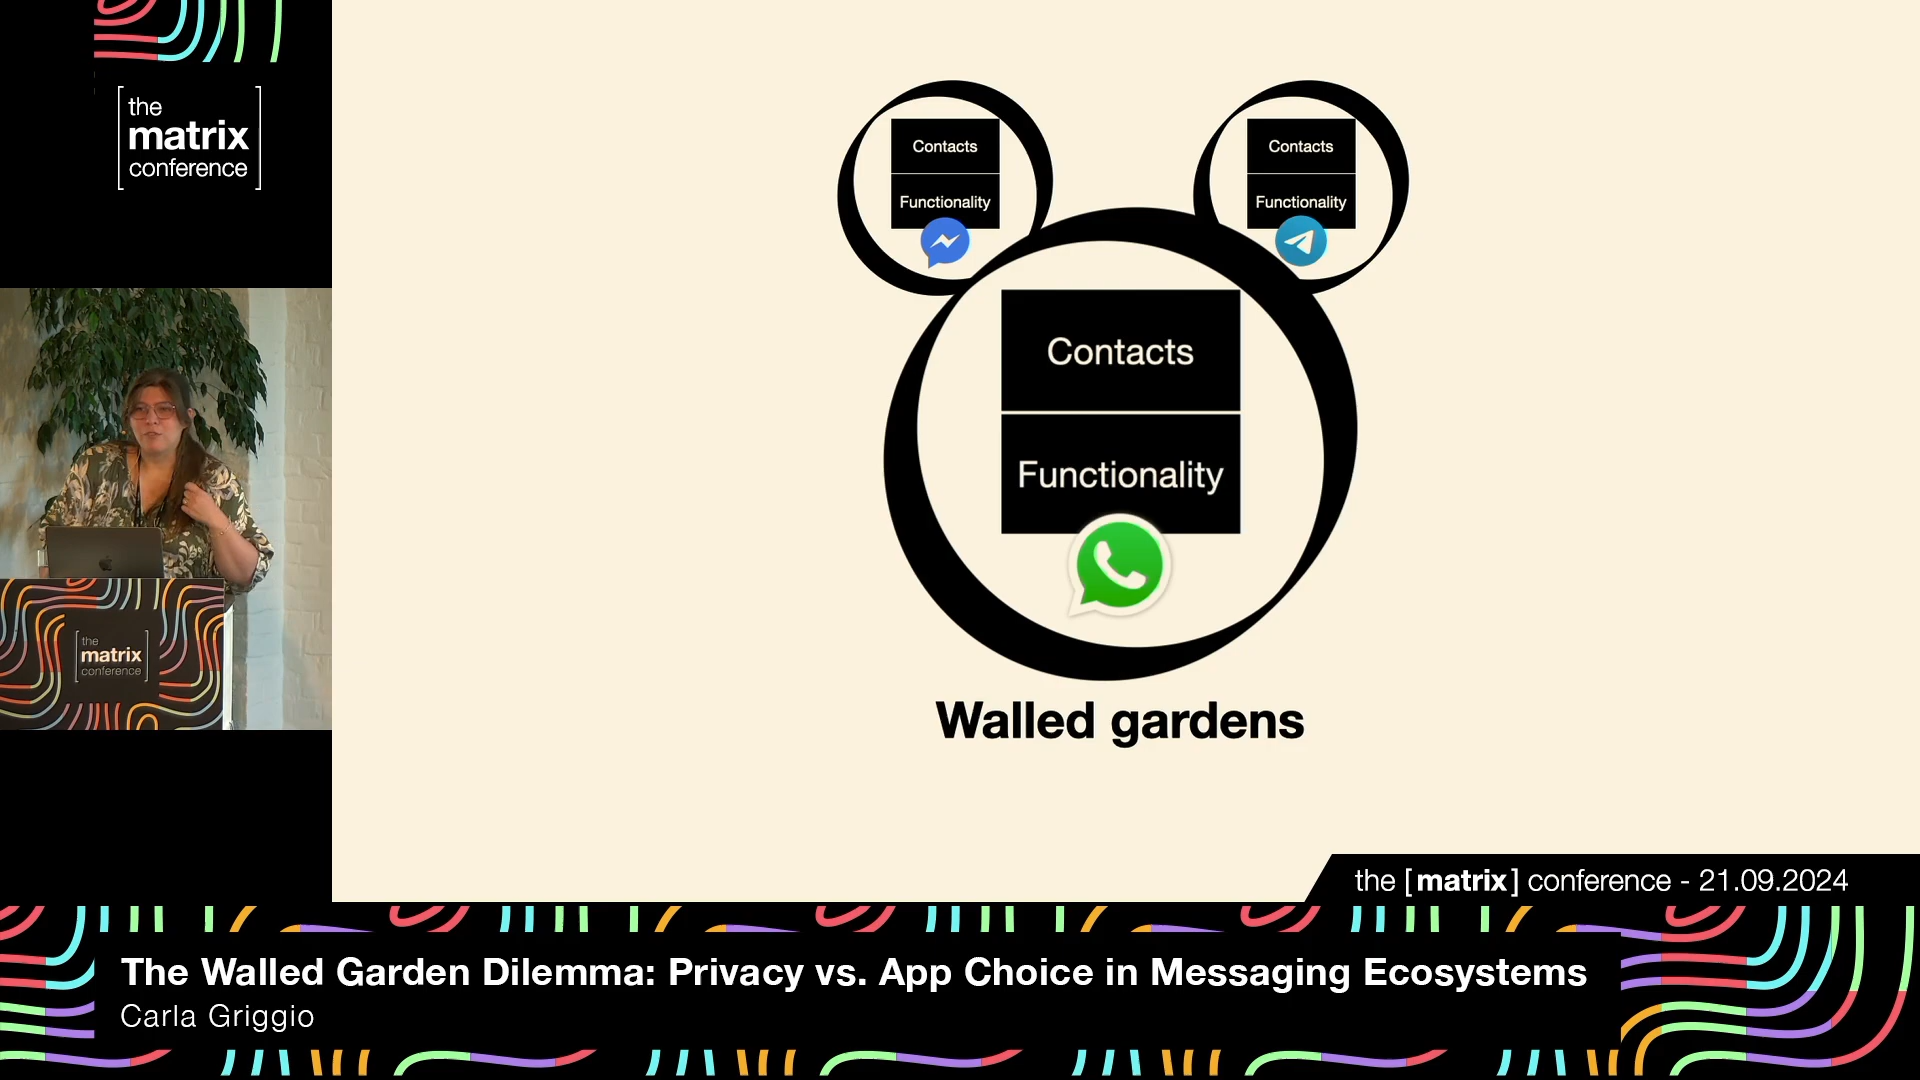 the
matrix
conference
Contacts
Functionality
Contacts
Functionality
Contacts
Functionality
Walled gardens
the
matrix
conference
the [matrix] conference - 21.09.2024
The Walled Garden Dilemma: Privacy vs. App Choice in Messaging Ecosystems
Carla Griggio